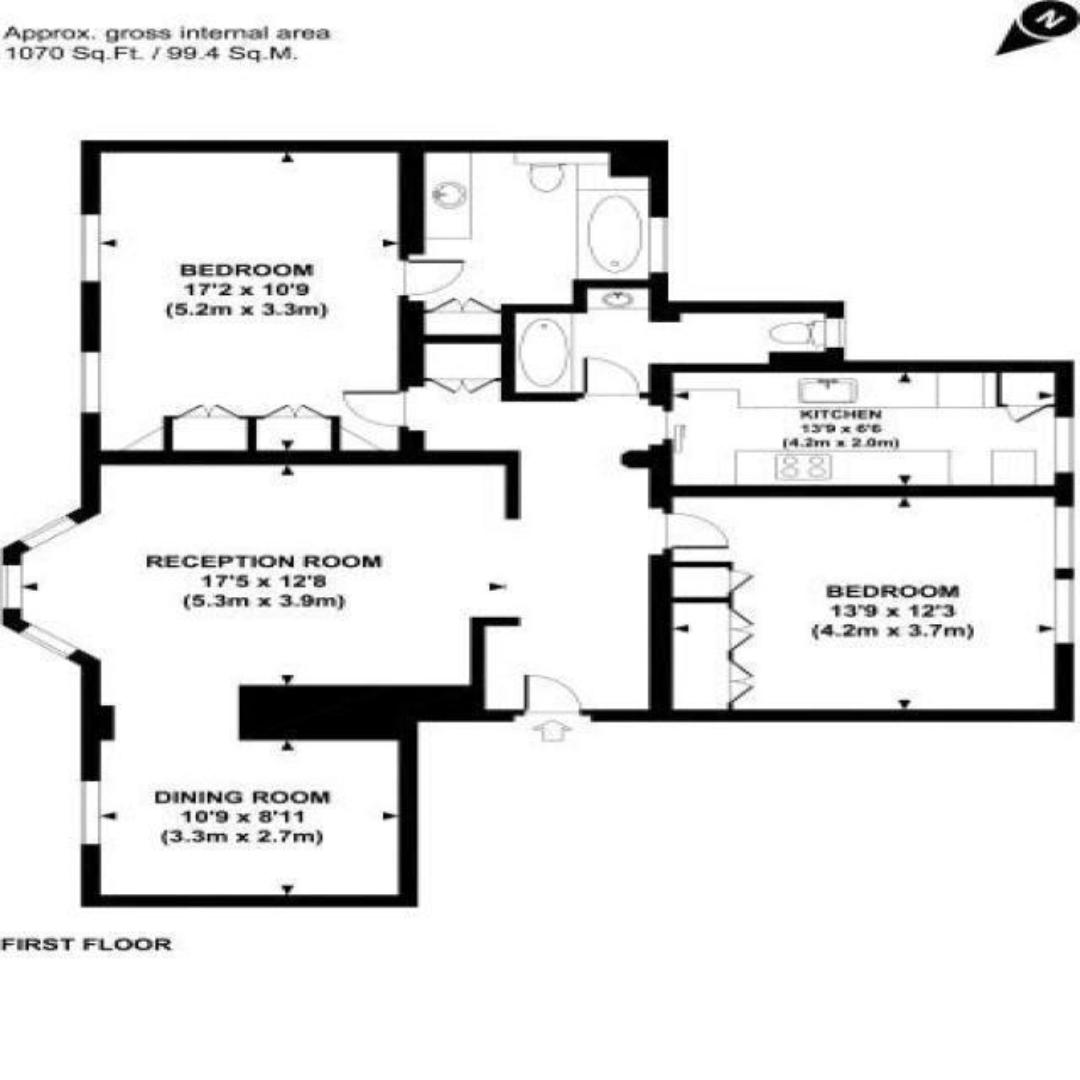 Approx. gross internal area
1070 Sq.Ft. / 99.4 Sq.M.
N
BEDROOM
17'2 x 10'9
(5.2m x 3.3m)
KITCHEN
13'9 x 6'6
(4.2m x 2.0m)
RECEPTION ROOM
17'5 x 12'8
(5.3m x 3.9m)
BEDROOM
13'9 x 12'3
(4.2m x 3.7m)
DINING ROOM
10'9 x 8'11
(3.3m x 2.7m)
FIRST FLOOR